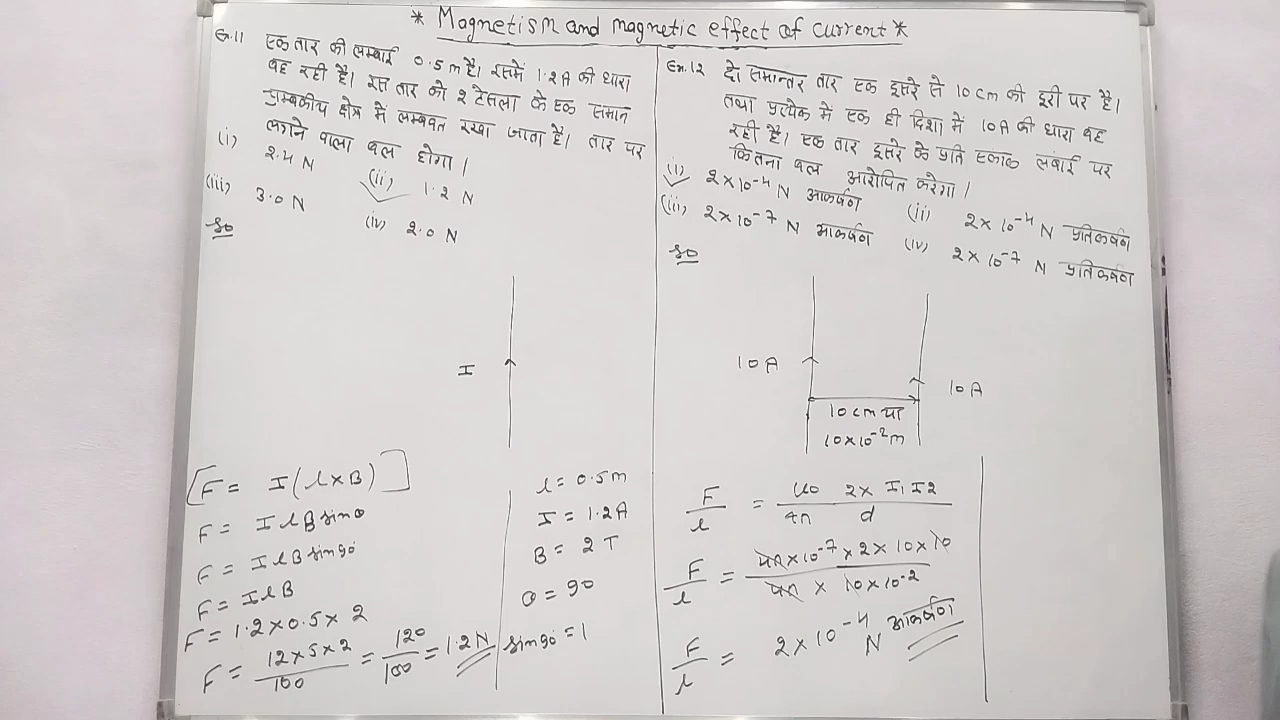 * Magnetism and magnetic effect of current *
Ex.11 एक तार की लम्बाई 0.5m है। इसमें 1.2A की धारा
बह रही है। इस तार को 2 टेसला के एक समान
चुम्बकीय क्षेत्र में लम्बवत रखा जाता है। तार पर
लगने वाला बल होगा।
(i) 2.4 N (ii) 1.2 N
(iii) 3.0 N (iv) 2.0 N
So
I
[F = I(l×B)]
F = IlB sinθ
F = IlB sin90
F = IlB
F = 1.2×0.5×2
F = 12×5×2/100 = 120/100 = 1.2N
l = 0.5m
I = 1.2A
B = 2 T
θ = 90
sin90 = 1
Ex.12 दो समान्तर तार एक दूसरे से 10cm की दूरी पर है।
तथा प्रत्येक में एक ही दिशा में 10A की धारा बह
रही है। एक तार दूसरे के प्रति एकांक लंबाई पर
कितना बल आरोपित करेगा।
(i) 2×10⁻⁴ N आकर्षण (ii) 2×10⁻⁴ N प्रतिकर्षण
(iii) 2×10⁻⁷ N आकर्षण (iv) 2×10⁻⁷ N प्रतिकर्षण
So
10A 10A
10cm या
10×10⁻²m
F/l = μ0/4π 2×I1I2/d
F/l = 4π×10⁻⁷×2×10×10/4π × 10×10⁻²
F/l = 2×10⁻⁴ N आकर्षण